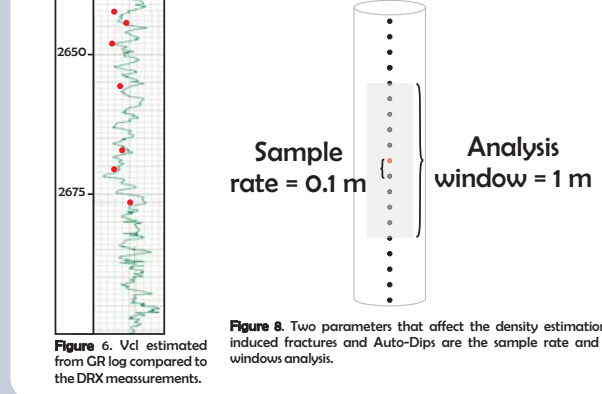 2650
2675
Sample
rate = 0.1 m
Analysis
window = 1 m
Figure 6. Vcl estimated
from GR log compared to
the DRX meassurements.
Figure 8. Two parameters that affect the density estimation
induced fractures and Auto-Dips are the sample rate and
windows analysis.